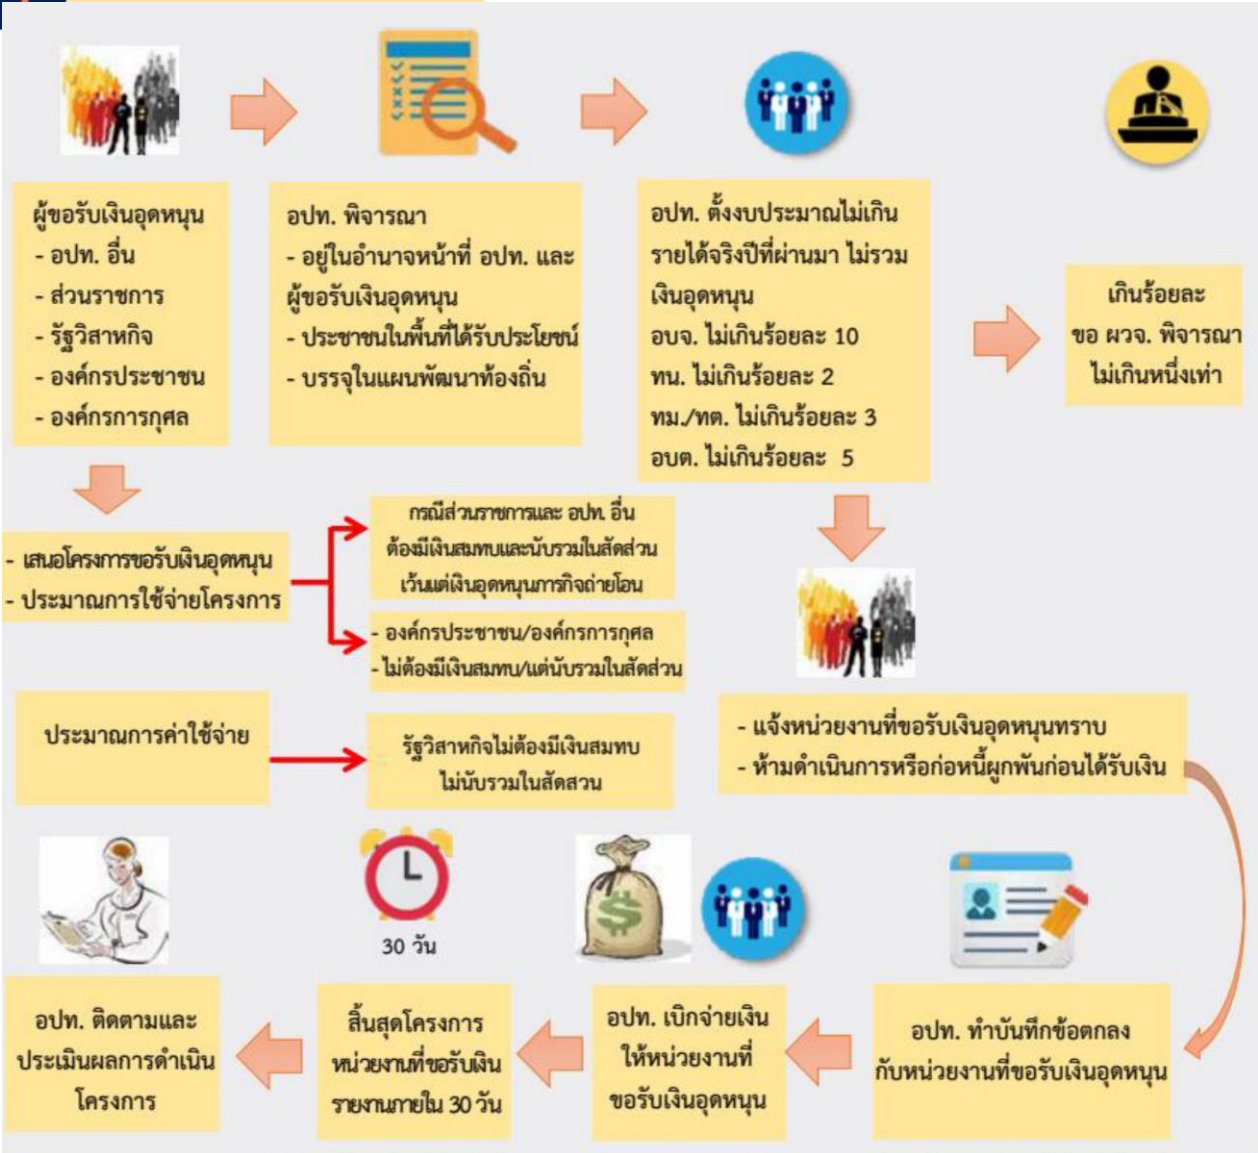 ผู้ขอรับเงินอุดหนุน
- อปท. อื่น
- ส่วนราชการ
- รัฐวิสาหกิจ
- องค์กรประชาชน
- องค์กรการกุศล
อปท. พิจารณา
- อยู่ในอำนาจหน้าที่ อปท. และ
ผู้ขอรับเงินอุดหนุน
- ประชาชนในพื้นที่ได้รับประโยชน์
- บรรจุในแผนพัฒนาท้องถิ่น
อปท. ตั้งงบประมาณไม่เกิน
รายได้จริงปีที่ผ่านมา ไม่รวม
เงินอุดหนุน
อบจ. ไม่เกินร้อยละ 10
ทน. ไม่เกินร้อยละ 2
ทม./ทต. ไม่เกินร้อยละ 3
อบต. ไม่เกินร้อยละ 5
เกินร้อยละ
ขอ ผวจ. พิจารณา
ไม่เกินหนึ่งเท่า
- เสนอโครงการขอรับเงินอุดหนุน
- ประมาณการใช้จ่ายโครงการ
กรณีส่วนราชการและ อปท. อื่น
ต้องมีเงินสมทบและนับรวมในสัดส่วน
เว้นแต่เงินอุดหนุนภารกิจถ่ายโอน
- องค์กรประชาชน/องค์กรการกุศล
- ไม่ต้องมีเงินสมทบ/แต่นับรวมในสัดส่วน
ประมาณการค่าใช้จ่าย
รัฐวิสาหกิจไม่ต้องมีเงินสมทบ
ไม่นับรวมในสัดสวน
- แจ้งหน่วยงานที่ขอรับเงินอุดหนุนทราบ
- ห้ามดำเนินการหรือก่อหนี้ผูกพันก่อนได้รับเงิน
30 วัน
อปท. ติดตามและ
ประเมินผลการดำเนิน
โครงการ
สิ้นสุดโครงการ
หน่วยงานที่ขอรับเงิน
รายงานภายใน 30 วัน
อปท. เบิกจ่ายเงิน
ให้หน่วยงานที่
ขอรับเงินอุดหนุน
อปท. ทำบันทึกข้อตกลง
กับหน่วยงานที่ขอรับเงินอุดหนุน